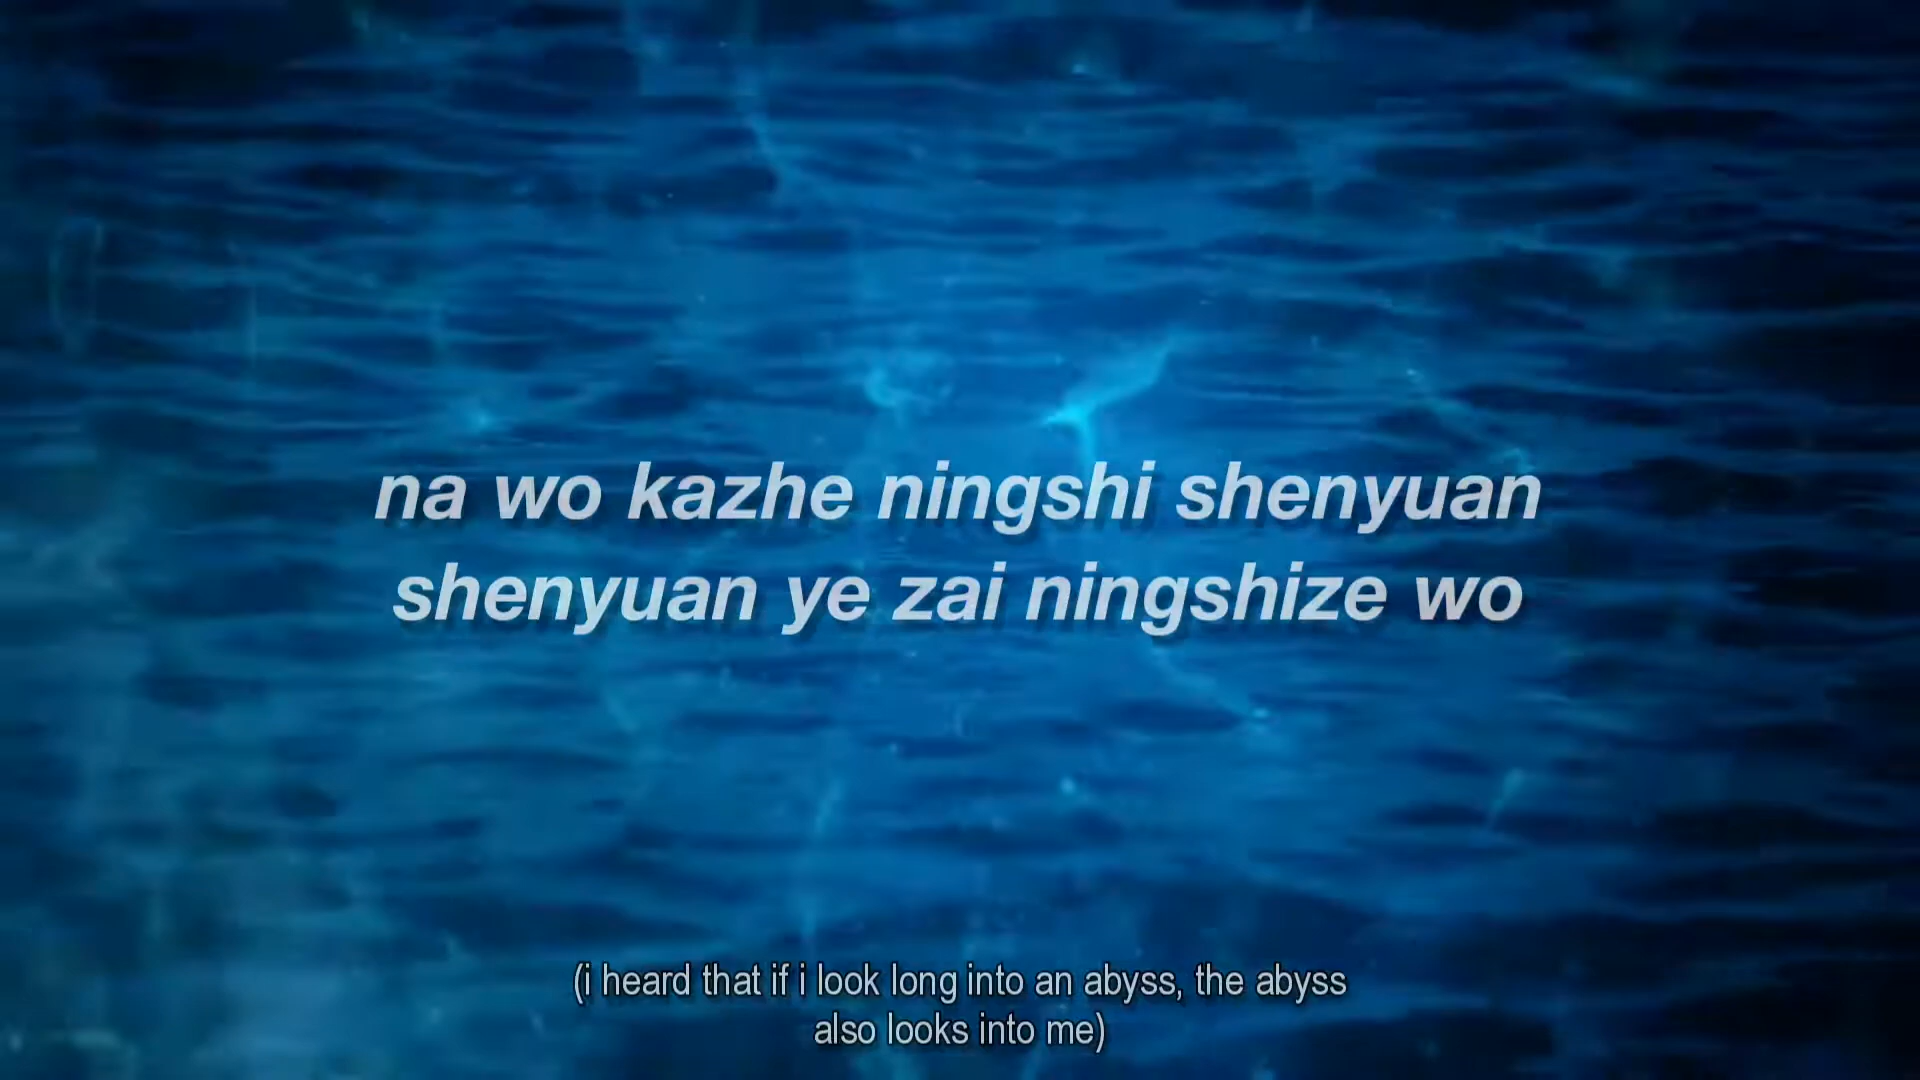 na wo kazhe ningshi shenyuan
shenyuan ye zai ningshize wo
(i heard that if i look long into an abyss, the abyss
also looks into me)